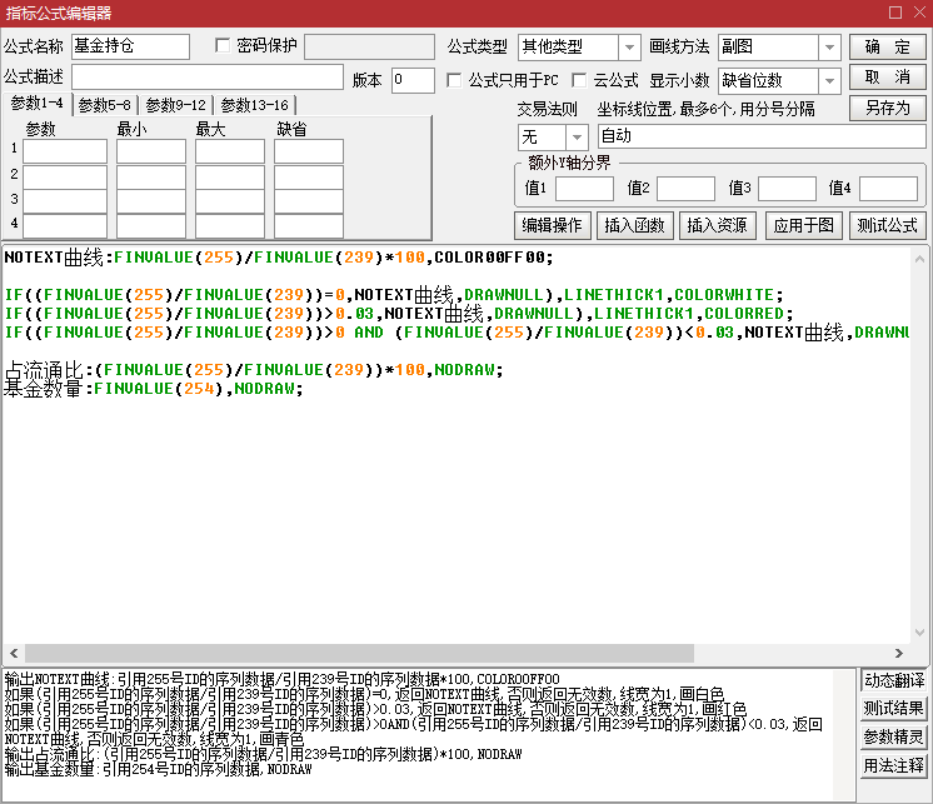 指标公式编辑器
公式名称 基金持仓 密码保护 公式类型 其他类型 画线方法 副图 确 定
公式描述 版本 0 公式只用于PC 云公式 显示小数 缺省位数 取 消
参数1-4 参数5-8 参数9-12 参数13-16 交易法则 坐标线位置,最多6个,用分号分隔 另存为
参数 最小 最大 缺省
无 自动
1
2
3
4
额外Y轴分界
值1 值2 值3 值4
编辑操作 插入函数 插入资源 应用于图 测试公式
NOTEXT曲线:FINVALUE(255)/FINVALUE(239)*100,COLOR00FF00;
IF((FINVALUE(255)/FINVALUE(239))=0,NOTEXT曲线,DRAWNULL),LINETHICK1,COLORWHITE;
IF((FINVALUE(255)/FINVALUE(239))>0.03,NOTEXT曲线,DRAWNULL),LINETHICK1,COLORRED;
IF((FINVALUE(255)/FINVALUE(239))>0 AND (FINVALUE(255)/FINVALUE(239))<0.03,NOTEXT曲线,DRAWNU
占流通比:(FINVALUE(255)/FINVALUE(239))*100,NODRAW;
基金数量:FINVALUE(254),NODRAW;
输出NOTEXT曲线:引用255号ID的序列数据/引用239号ID的序列数据*100,COLOR00FF00
如果(引用255号ID的序列数据/引用239号ID的序列数据)=0,返回NOTEXT曲线,否则返回无效数,线宽为1,画白色
如果(引用255号ID的序列数据/引用239号ID的序列数据)>0.03,返回NOTEXT曲线,否则返回无效数,线宽为1,画红色
如果(引用255号ID的序列数据/引用239号ID的序列数据)>0AND(引用255号ID的序列数据/引用239号ID的序列数据)<0.03,返回
NOTEXT曲线,否则返回无效数,线宽为1,画青色
输出占流通比:(引用255号ID的序列数据/引用239号ID的序列数据)*100,NODRAW
输出基金数量:引用254号ID的序列数据,NODRAW
动态翻译
测试结果
参数精灵
用法注释